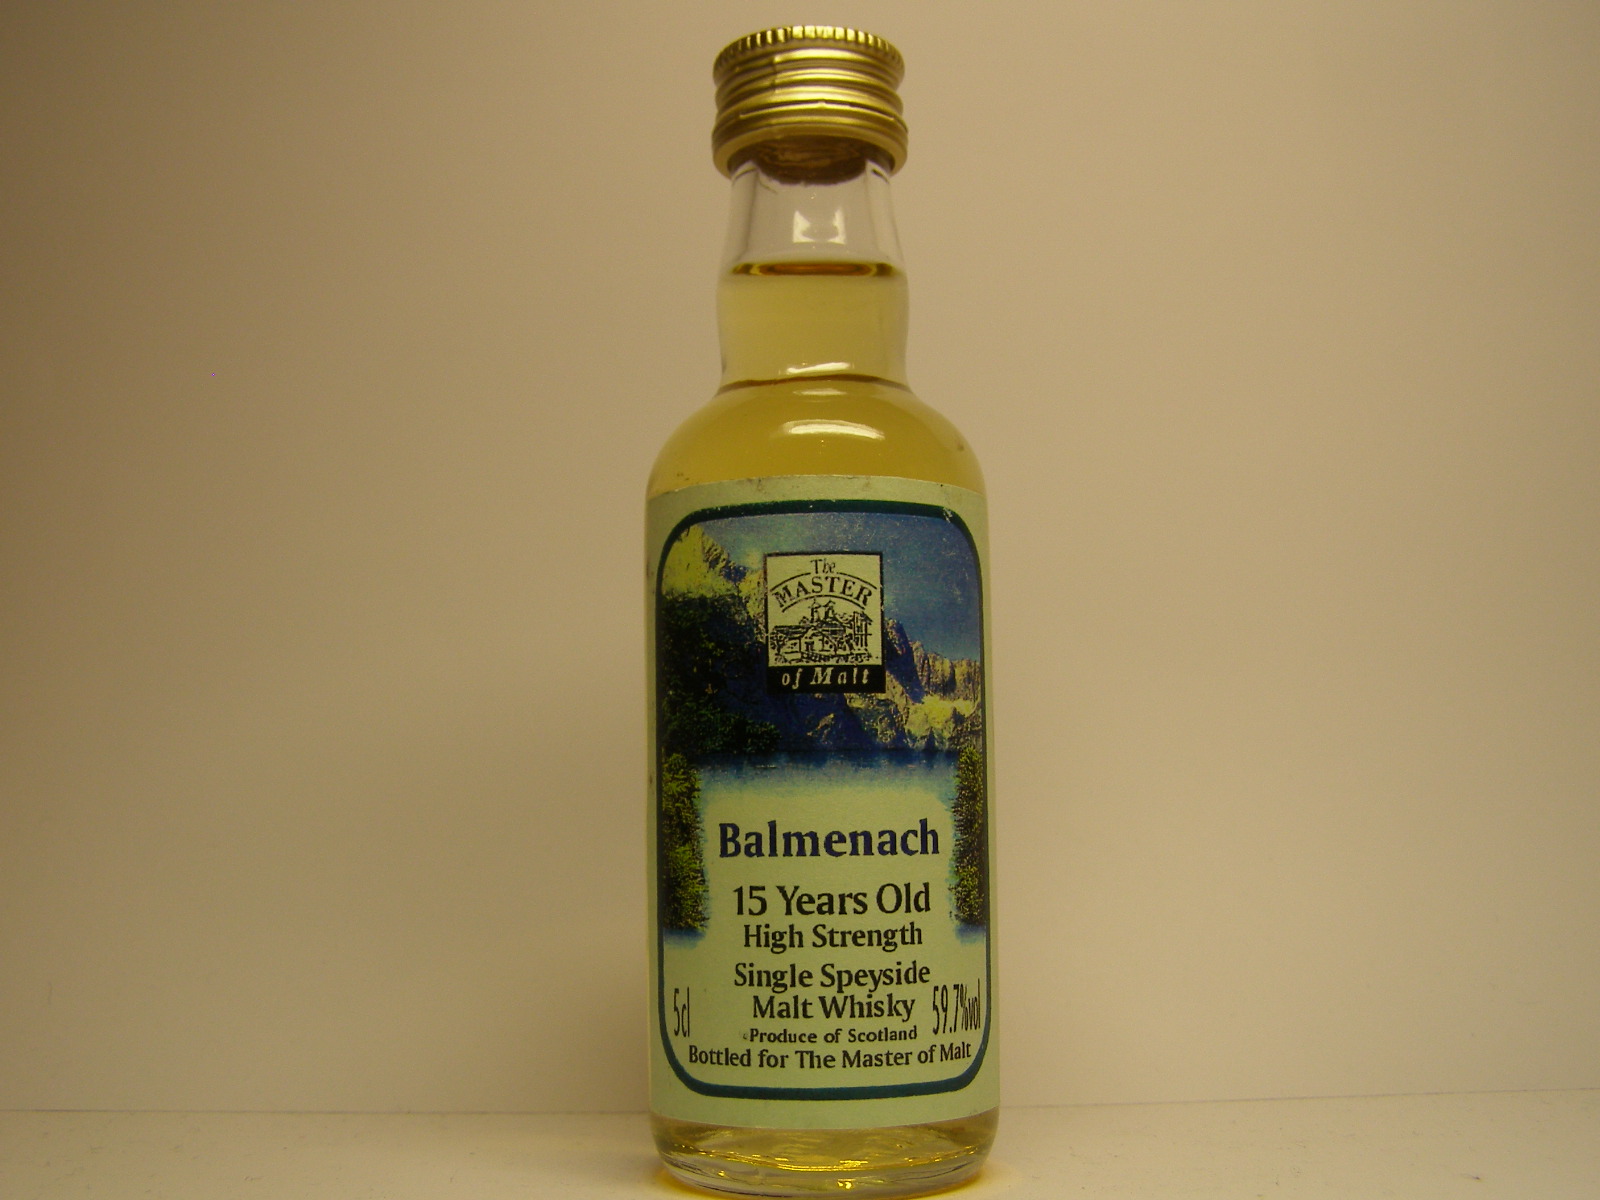 The
MASTER
of Malt
Balmenach
15 Years Old
High Strength
Single Speyside
Malt Whisky
5cl
59.7%vol
Produce of Scotland
Bottled for The Master of Malt